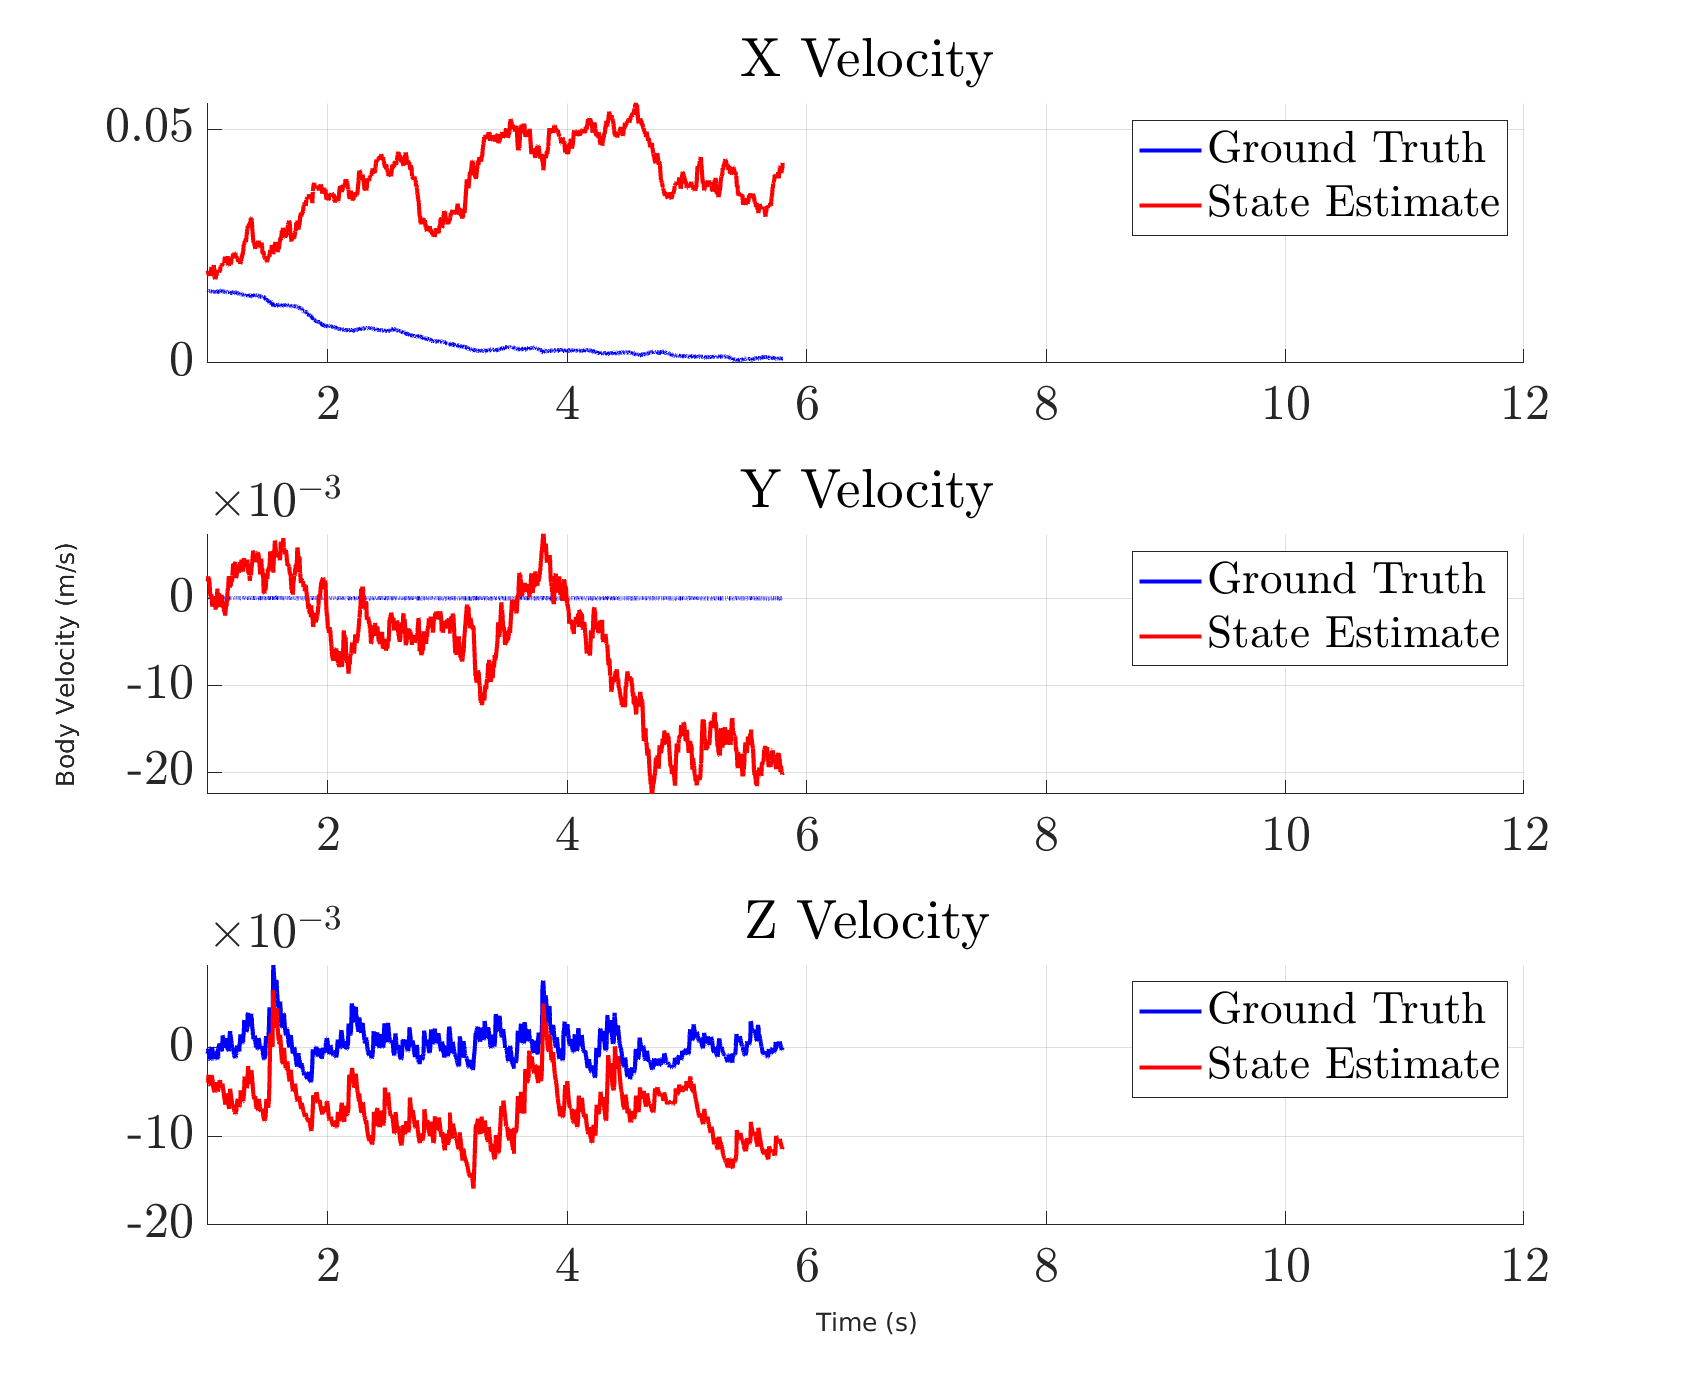 X Velocity
0.05
0
2 4 6 8 10 12
Ground Truth
State Estimate
Y Velocity
×10⁻³
0
-10
-20
2 4 6 8 10 12
Ground Truth
State Estimate
Body Velocity (m/s)
Z Velocity
×10⁻³
0
-10
-20
2 4 6 8 10 12
Ground Truth
State Estimate
Time (s)